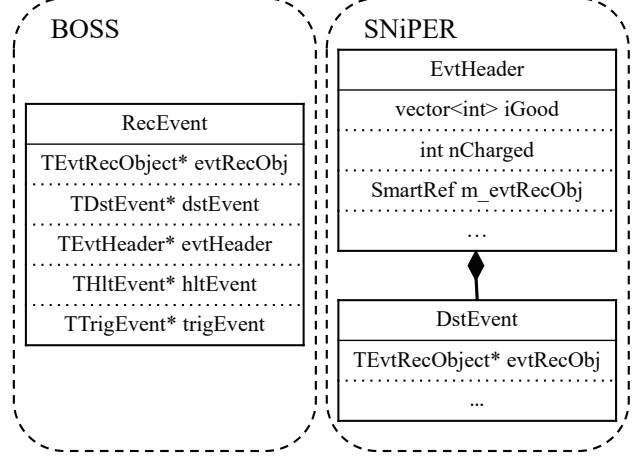 BOSS
RecEvent
TEvtRecObject* evtRecObj
TDstEvent* dstEvent
TEvtHeader* evtHeader
THltEvent* hltEvent
TTrigEvent* trigEvent
SNiPER
EvtHeader
vector<int> iGood
int nCharged
SmartRef m_evtRecObj
…
DstEvent
TEvtRecObject* evtRecObj
...